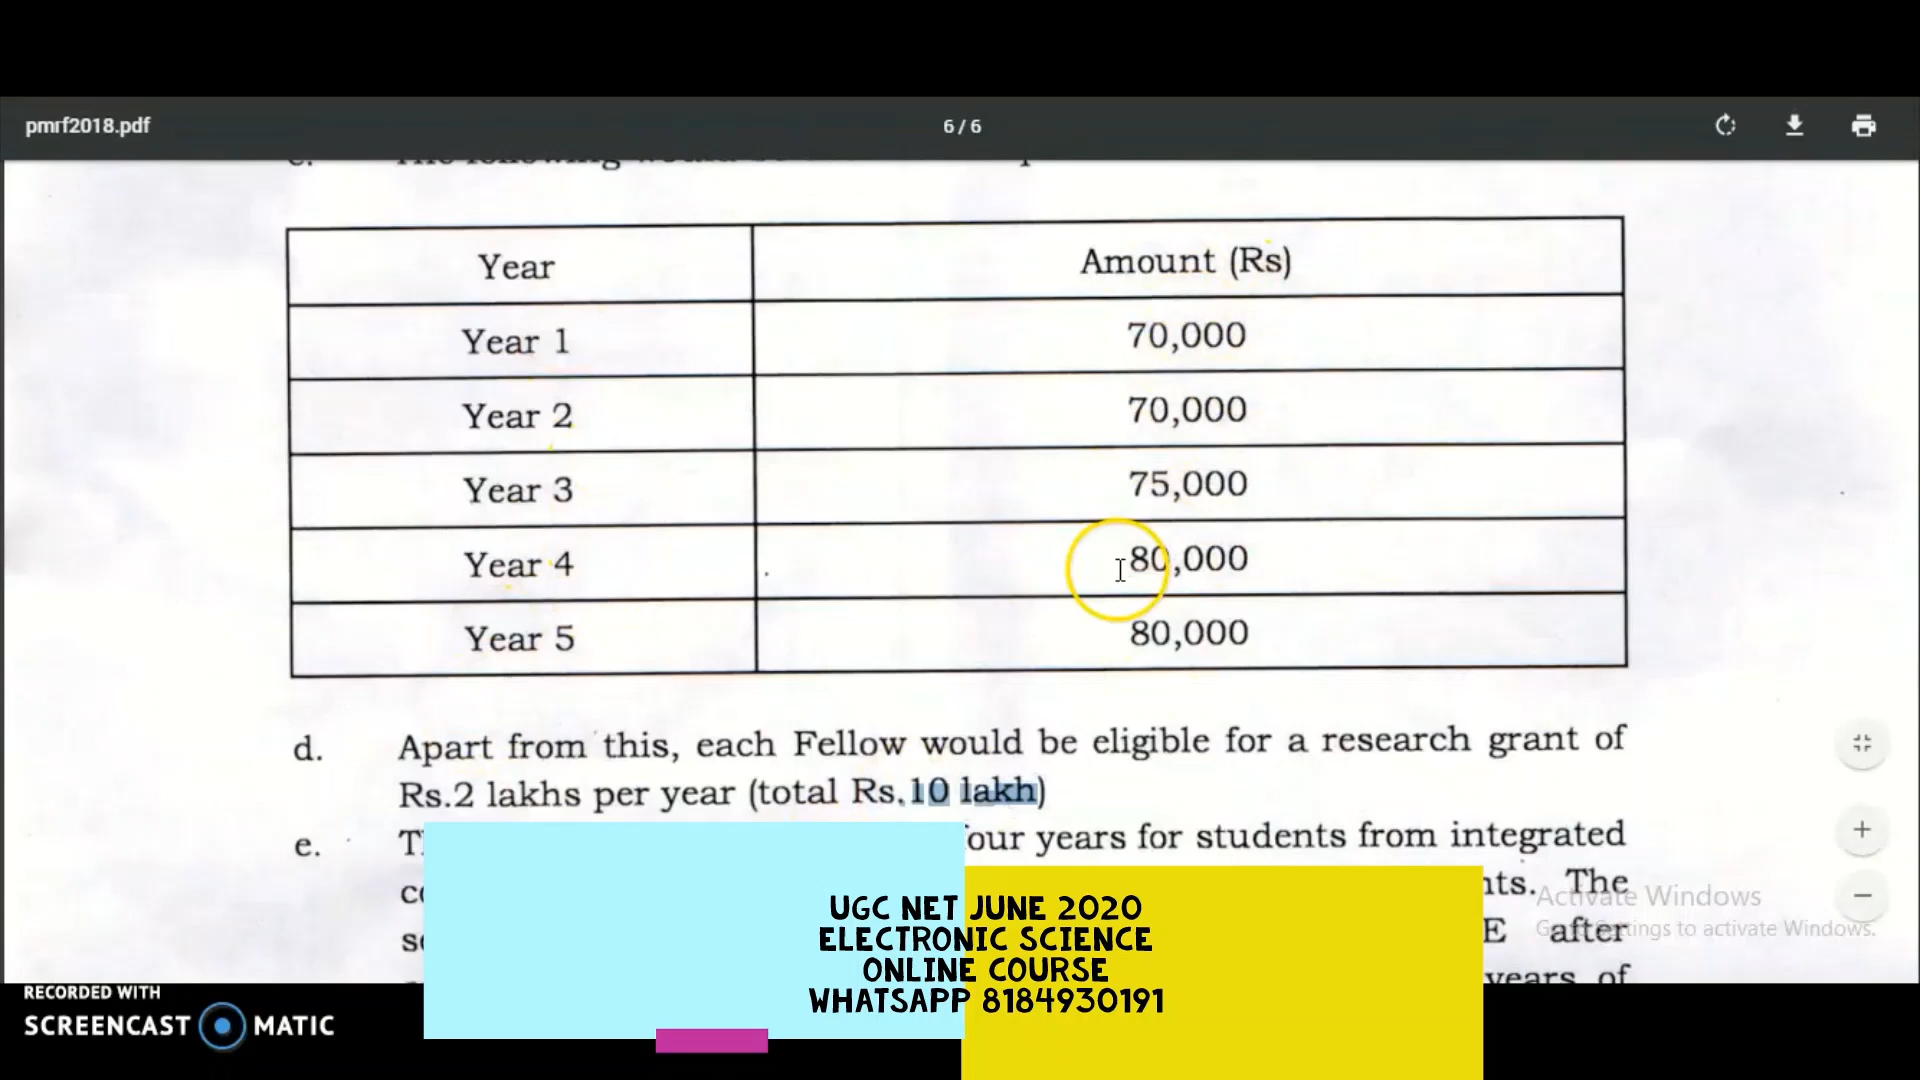 pmrf2018.pdf
6 / 6
Year Amount (Rs)
Year 1 70,000
Year 2 70,000
Year 3 75,000
Year 4 80,000
Year 5 80,000
d. Apart from this, each Fellow would be eligible for a research grant of
Rs.2 lakhs per year (total Rs.10 lakh)
e. four years for students from integrated
The
after
years of
Activate Windows
Go to Settings to activate Windows.
UGC NET JUNE 2020
ELECTRONIC SCIENCE
ONLINE COURSE
WHATSAPP 8184930191
RECORDED WITH
SCREENCAST MATIC